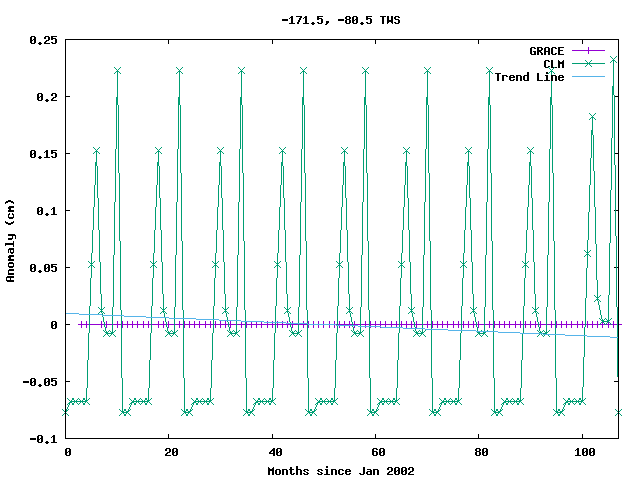 -171.5, -80.5 TWS
GRACE
CLM
Trend Line
0.25
0.2
0.15
0.1
0.05
0
-0.05
-0.1
Anomaly (cm)
0 20 40 60 80 100
Months since Jan 2002